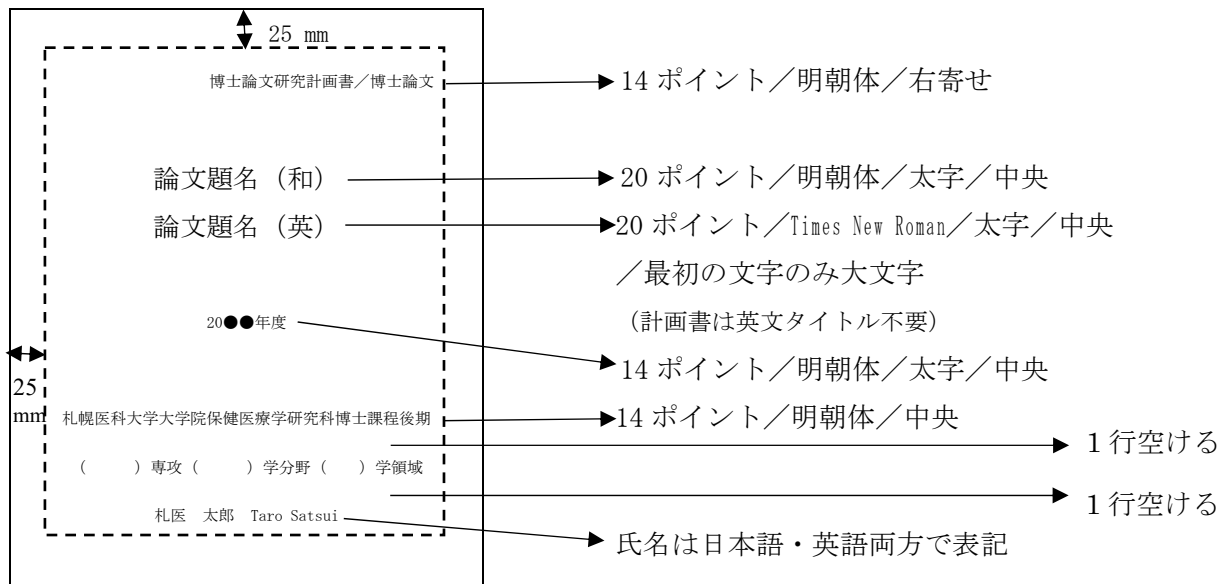 25 mm
博士論文研究計画書／博士論文
14 ポイント／明朝体／右寄せ
論文題名（和）
20 ポイント／明朝体／太字／中央
論文題名（英）
20 ポイント／Times New Roman／太字／中央
／最初の文字のみ大文字
（計画書は英文タイトル不要）
20●●年度
14 ポイント／明朝体／太字／中央
25
mm
札幌医科大学大学院保健医療学研究科博士課程後期
14 ポイント／明朝体／中央
１行空ける
（　　　）専攻（　　　）学分野（　　）学領域
１行空ける
札医　太郎　Taro Satsui
氏名は日本語・英語両方で表記